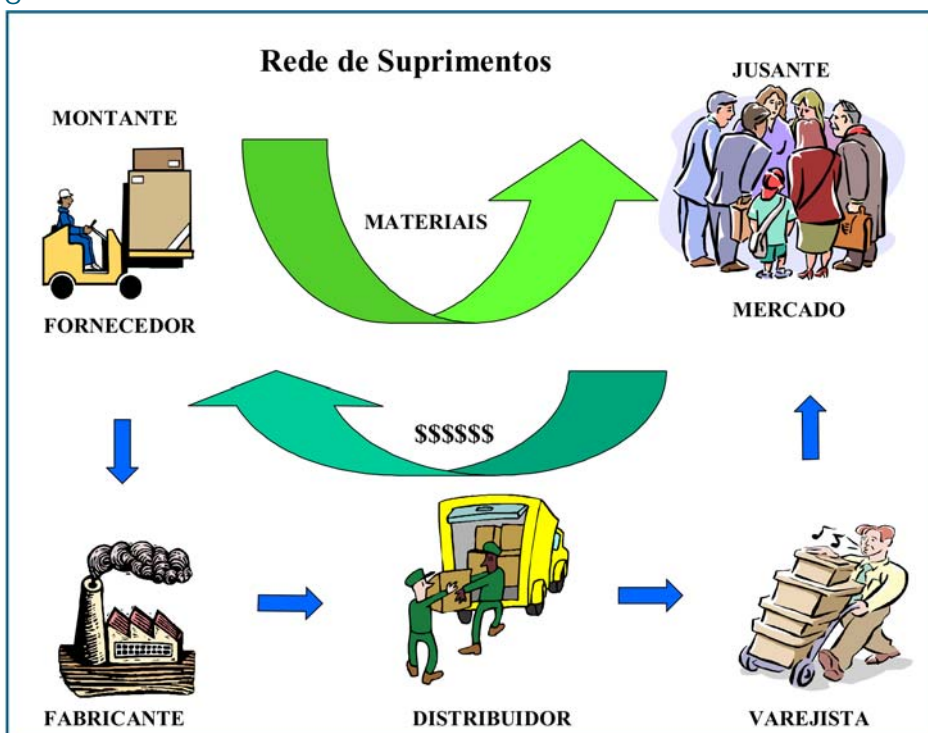 Rede de Suprimentos
JUSANTE
MONTANTE
MATERIAIS
MERCADO
FORNECEDOR
$$$$$$
FABRICANTE
DISTRIBUIDOR
VAREJISTA